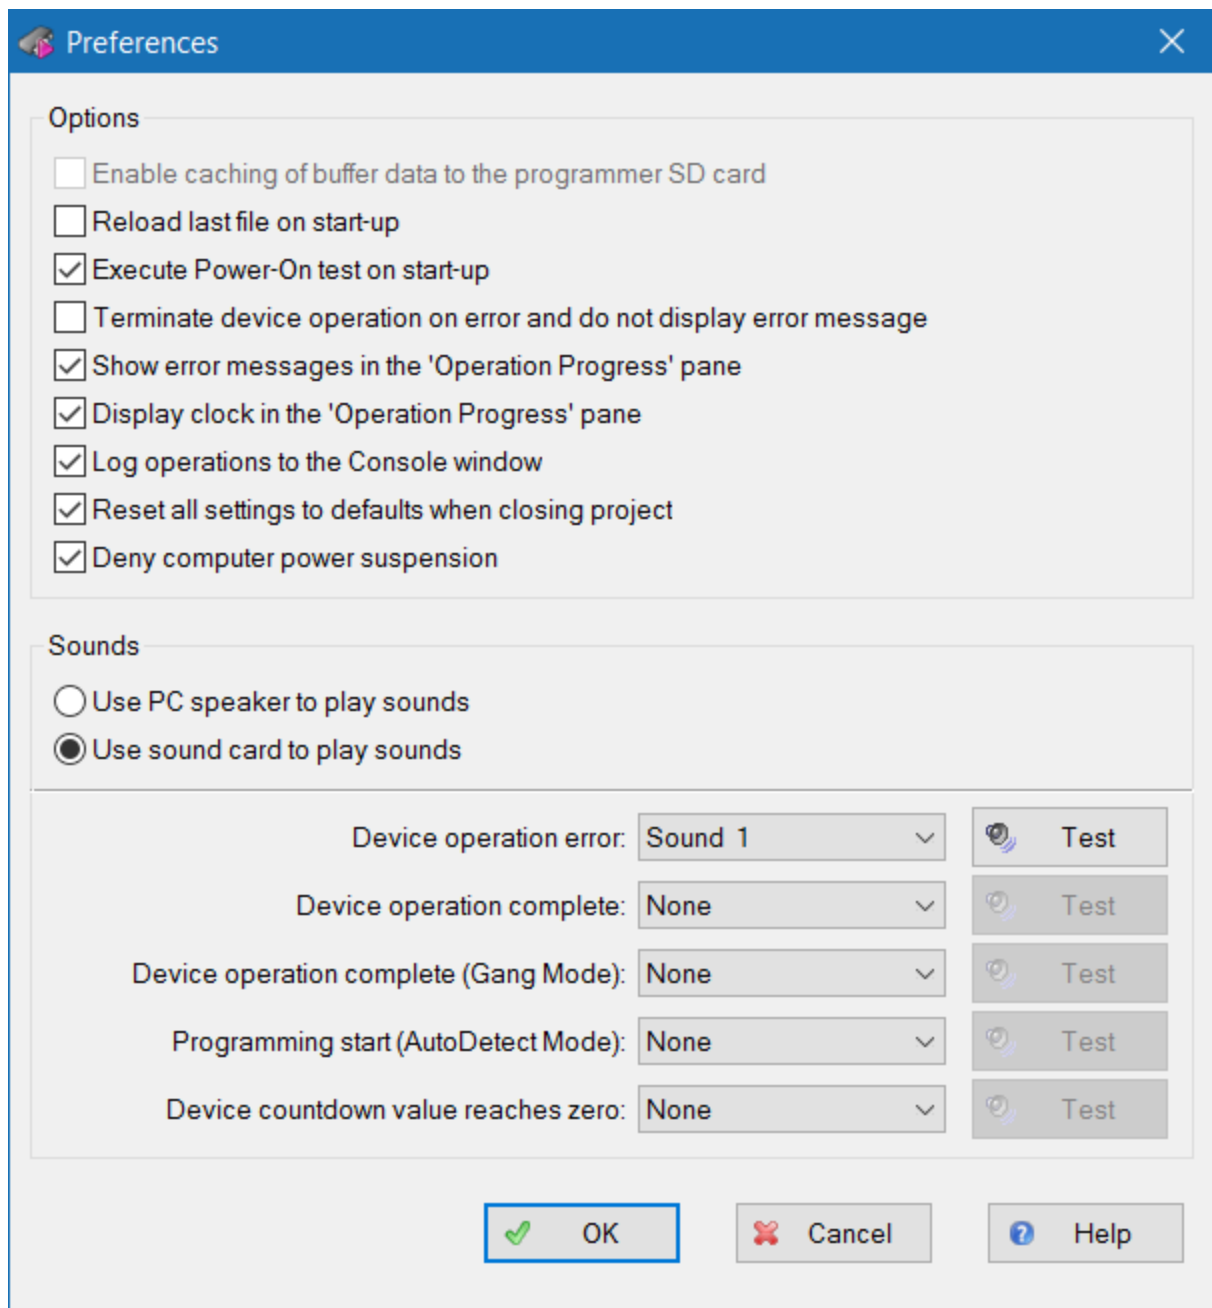 Preferences
Options
Enable caching of buffer data to the programmer SD card
Reload last file on start-up
Execute Power-On test on start-up
Terminate device operation on error and do not display error message
Show error messages in the 'Operation Progress' pane
Display clock in the 'Operation Progress' pane
Log operations to the Console window
Reset all settings to defaults when closing project
Deny computer power suspension
Sounds
Use PC speaker to play sounds
Use sound card to play sounds
Device operation error: Sound 1 Test
Device operation complete: None Test
Device operation complete (Gang Mode): None Test
Programming start (AutoDetect Mode): None Test
Device countdown value reaches zero: None Test
OK Cancel Help